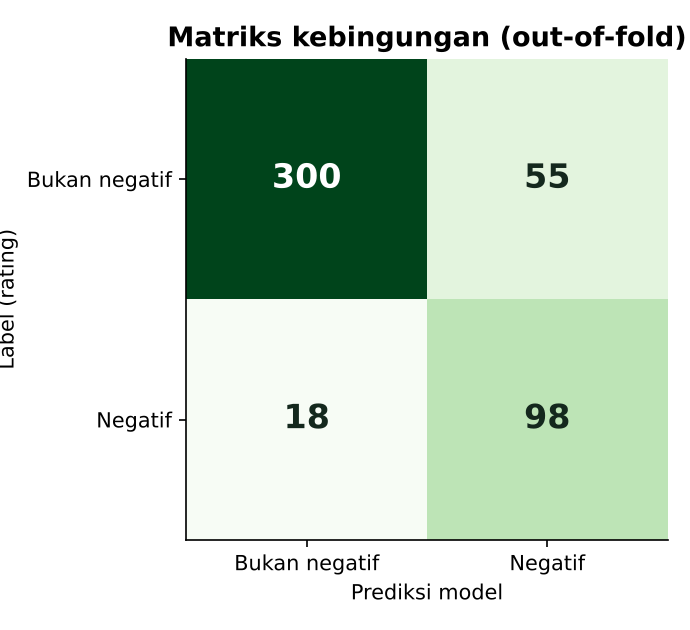 Matriks kebingungan (out-of-fold)
Label (rating)
Bukan negatif
300
55
Negatif
18
98
Bukan negatif
Negatif
Prediksi model